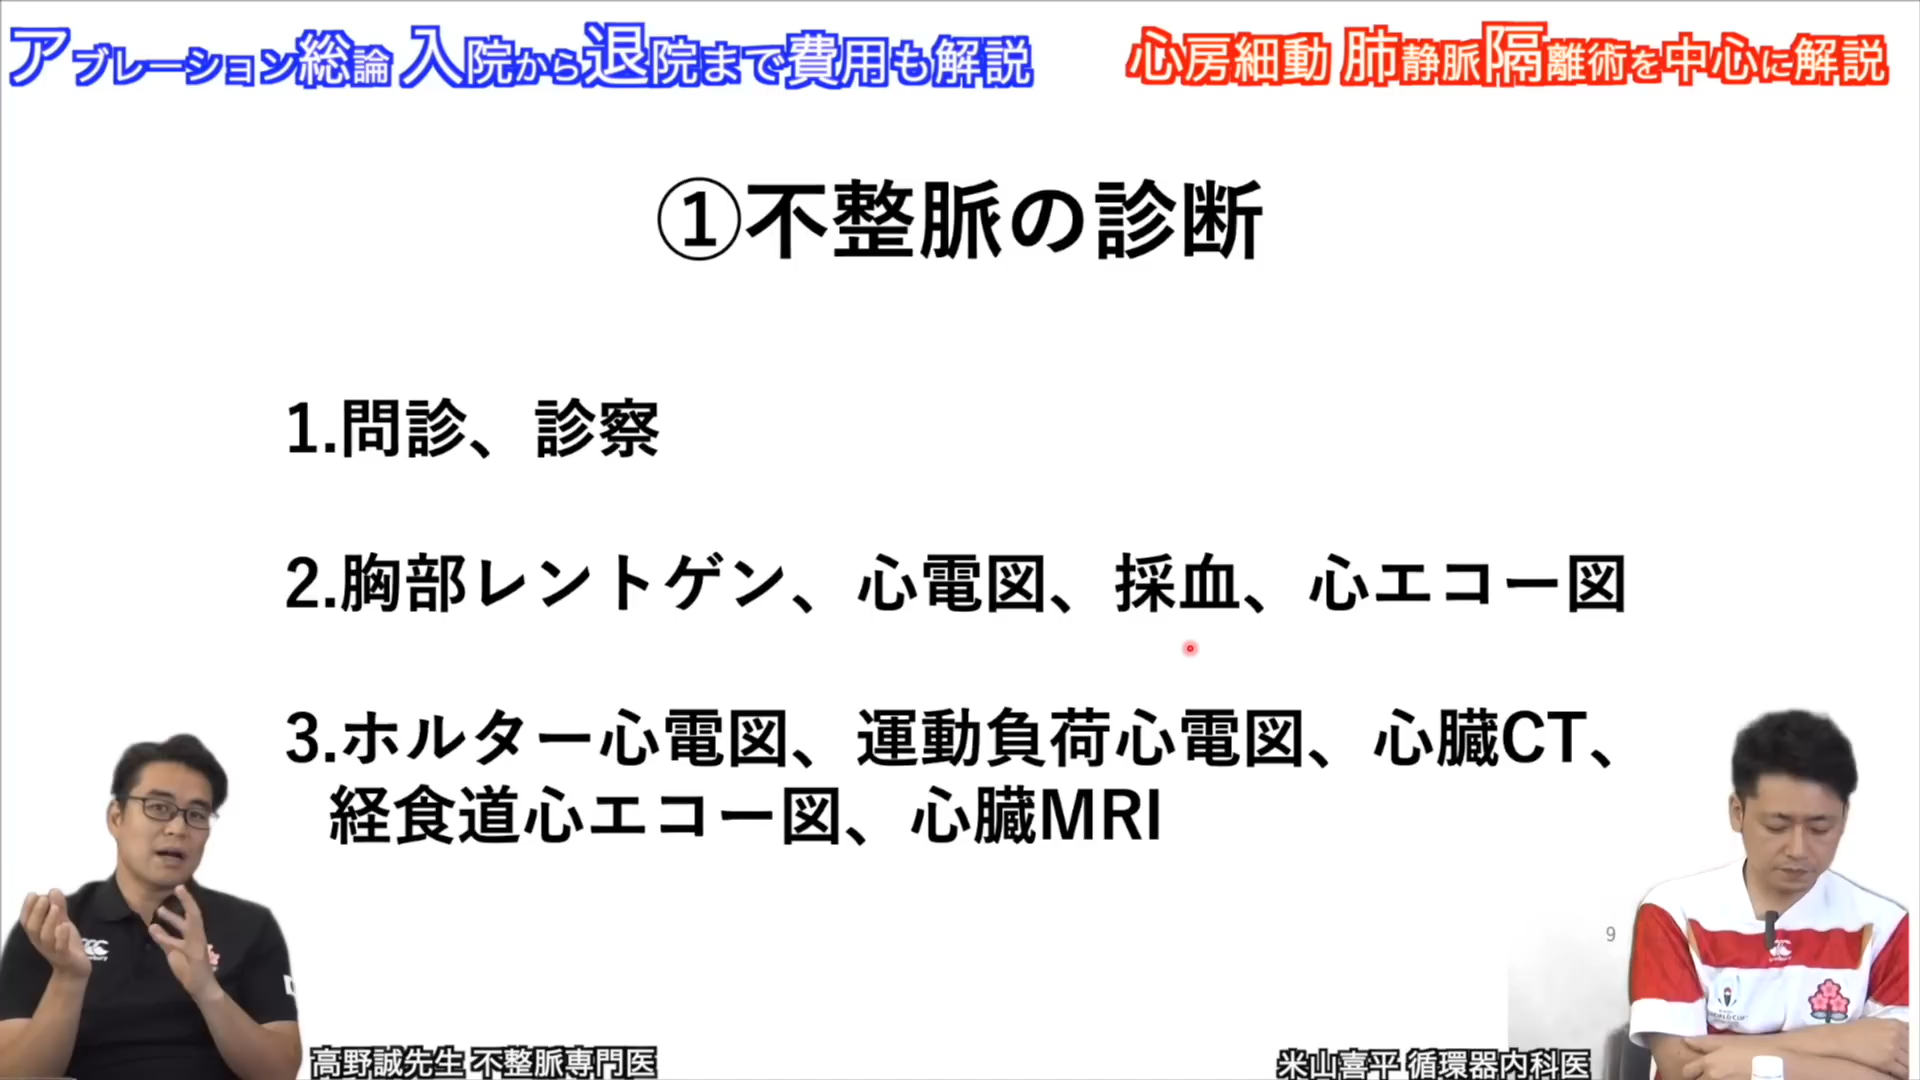 アブレーション総論 入院から退院まで費用も解説
心房細動 肺静脈隔離術を中心に解説
①不整脈の診断
1.問診、診察
2.胸部レントゲン、心電図、採血、心エコー図
3.ホルター心電図、運動負荷心電図、心臓CT、
経食道心エコー図、心臓MRI
9
高野誠先生 不整脈専門医
米山喜平 循環器内科医